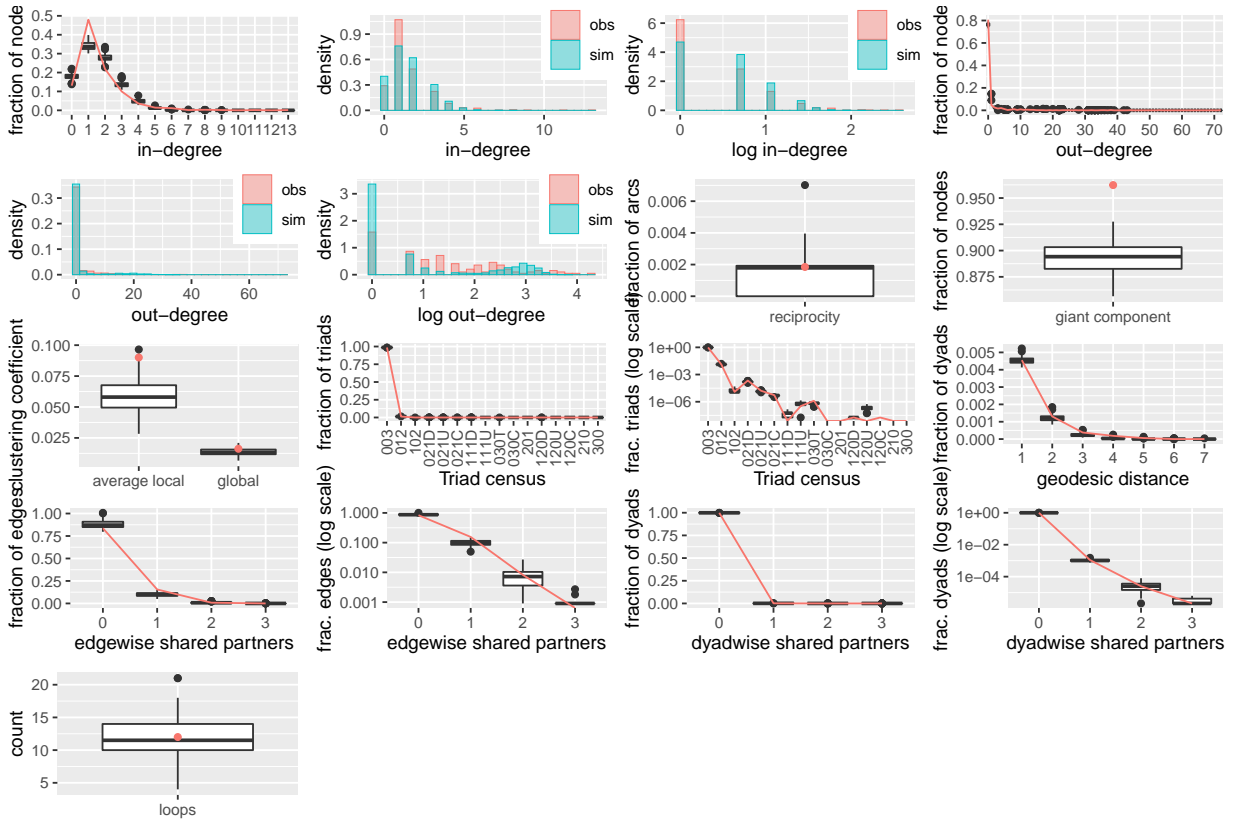 fraction of node
0.5
0.4
0.3
0.2
0.1
0.0
0 1 2 3 4 5 6 7 8 9 10111213
in-degree
density
1.0
0.5
0.0
0 5 10
in-degree
obs
sim
density
6
4
2
0
0 1 2
log in-degree
obs
sim
fraction of node
0.8
0.6
0.4
0.2
0.0
0 10 20 30 40 50 60 70
out-degree
density
0.3
0.2
0.1
0.0
0 20 40 60
out-degree
obs
sim
density
3
2
1
0
0 1 2 3 4
log out-degree
obs
sim
fraction of arcs
0.006
0.004
0.002
0.000
reciprocity
fraction of nodes
0.950
0.925
0.900
0.875
giant component
clustering coefficient
0.100
0.075
0.050
0.025
average local global
fraction of triads
1.00
0.75
0.50
0.25
0.00
003 012 102 021D 021U 021C 111D 111U 030T 030C 201 120D 120U 120C 210 300
Triad census
frac. triads (log scale)
1e+00
1e-03
1e-06
003 012 102 021D 021U 021C 111D 111U 030T 030C 201 120D 120U 120C 210 300
Triad census
fraction of dyads
0.005
0.004
0.003
0.002
0.001
0.000
1 2 3 4 5 6 7
geodesic distance
fraction of edges
1.00
0.75
0.50
0.25
0.00
0 1 2 3
edgewise shared partners
frac. edges (log scale)
1.000
0.100
0.010
0.001
0 1 2 3
edgewise shared partners
fraction of dyads
1.00
0.75
0.50
0.25
0.00
0 1 2 3
dyadwise shared partners
frac. dyads (log scale)
1e+00
1e-02
1e-04
0 1 2 3
dyadwise shared partners
count
20
15
10
5
loops